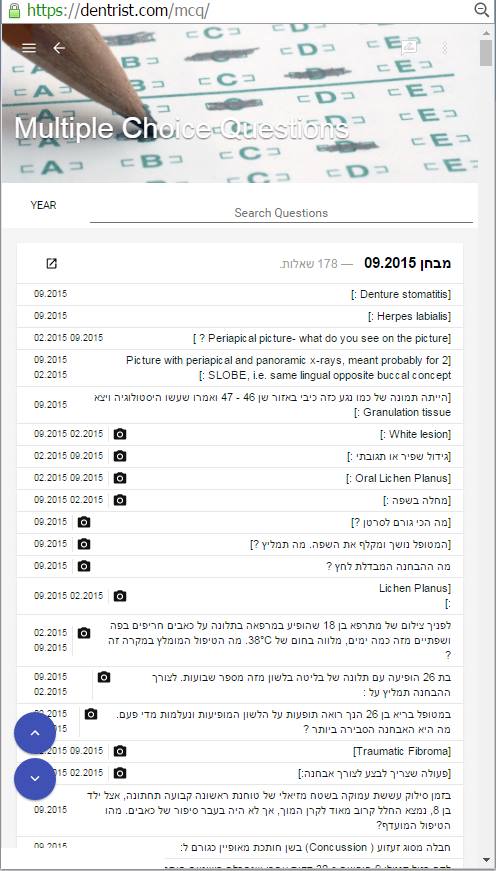 https://dentrist.com/mcq/
Multiple Choice Questions
YEAR
Search Questions
מבחן 09.2015 — 178 שאלות.
[Denture stomatitis :] 09.2015
[Herpes labialis :] 09.2015
[Periapical picture- what do you see on the picture ? ] 02.2015 09.2015
Picture with periapical and panoramic x-rays, meant probably for 2] 09.2015
SLOBE, i.e. same lingual opposite buccal concept :] 02.2015
[הייתה תמונה של כמו נגע כזה כיבי באזור שן 46 - 47 ואמרו שעשו היסטולוגיה ויצא 09.2015
Granulation tissue :]
[White lesion :] 09.2015 02.2015
[גידול שפיר או תגובתי :] 02.2015 09.2015
[Oral Lichen Planus :] 02.2015 09.2015
[מחלה בשפה :] 09.2015 02.2015
[מה הכי גורם לסרטן ?] 09.2015
[המטופל נושך ומקלף את השפה. מה תמליץ ?] 09.2015
מה ההבחנה המבדלת לחץ ? 09.2015
Lichen Planus] 09.2015 02.2015
[:
לפניך צילום של מתרפא בן 18 שהופיע במרפאה בתלונה על כאבים חריפים בפה 02.2015
ושפתיים מזה כמה ימים, מלווה בחום של 38°C. מה הטיפול המומלץ במקרה זה 09.2015
?
בת 26 הופיעה עם תלונה של בליטה בלשון מזה מספר שבועות. לצורך 09.2015
ההבחנה תמליץ על : 02.2015
במטופל בריא בן 26 הנך רואה תופעות על הלשון המופיעות ונעלמות מדי פעם.
מה היא האבחנה הסבירה ביותר ?
[Traumatic Fibroma] 09.2015
[פעולה שצריך לבצע לצורך אבחנה:] 02.2015
בזמן סילוק עששת עמוקה בשטח מזיאלי של טוחנת ראשונה קבועה תחתונה, אצל ילד
בן 8, נמצא החלל קרוב מאוד לקרן המוך, אך לא היה בעבר סיפור של כאבים. מהו 09.2015
הטיפול המועדף?
חבלה מסוג זעזוע ( Concussion) בשן חותכת מאופיין כגורם ל: 09.2015